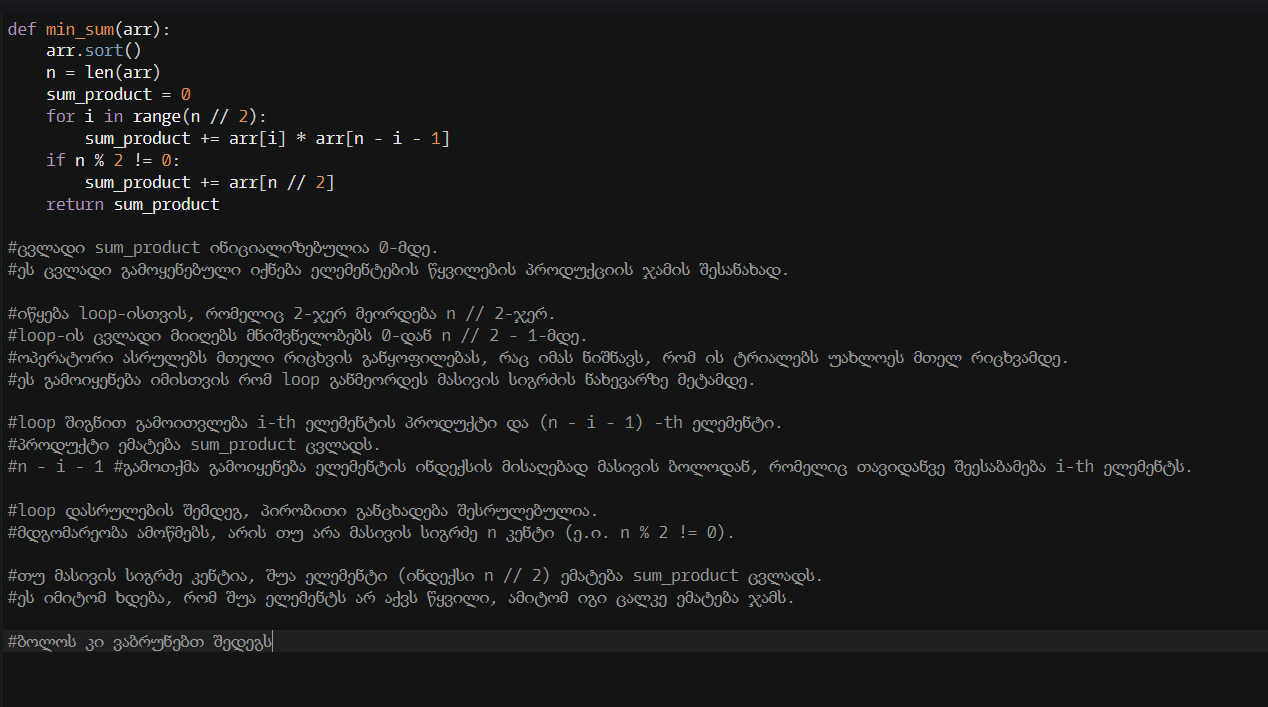 def min_sum(arr):
    arr.sort()
    n = len(arr)
    sum_product = 0
    for i in range(n // 2):
        sum_product += arr[i] * arr[n - i - 1]
    if n % 2 != 0:
        sum_product += arr[n // 2]
    return sum_product
#ცვლადი sum_product ინიციალიზებულია 0-მდე.
#ეს ცვლადი გამოყენებული იქნება ელემენტების წყვილების პროდუქციის ჯამის შესანახად.
#იწყება loop-ისთვის, რომელიც 2-ჯერ მეორდება n // 2-ჯერ.
#loop-ის ცვლადი მიიღებს მნიშვნელობებს 0-დან n // 2 - 1-მდე.
#ოპერატორი ასრულებს მთელი რიცხვის განყოფილებას, რაც იმას ნიშნავს, რომ ის ტრიალებს უახლოეს მთელ რიცხვამდე.
#ეს გამოიყენება იმისთვის რომ loop განმეორდეს მასივის სიგრძის ნახევარზე მეტამდე.
#loop შიგნით გამოითვლება i-th ელემენტის პროდუქტი და (n - i - 1) -th ელემენტი.
#პროდუქტი ემატება sum_product ცვლადს.
#n - i - 1 #გამოთქმა გამოიყენება ელემენტის ინდექსის მისაღებად მასივის ბოლოდან, რომელიც თავიდანვე შეესაბამება i-th ელემენტს.
#loop დასრულების შემდეგ, პირობითი განცხადება შესრულებულია.
#მდგომარეობა ამოწმებს, არის თუ არა მასივის სიგრძე n კენტი (ე.ი. n % 2 != 0).
#თუ მასივის სიგრძე კენტია, შუა ელემენტი (ინდექსი n // 2) ემატება sum_product ცვლადს.
#ეს იმიტომ ხდება, რომ შუა ელემენტს არ აქვს წყვილი, ამიტომ იგი ცალკე ემატება ჯამს.
#ბოლოს კი ვაბრუნებთ შედეგს